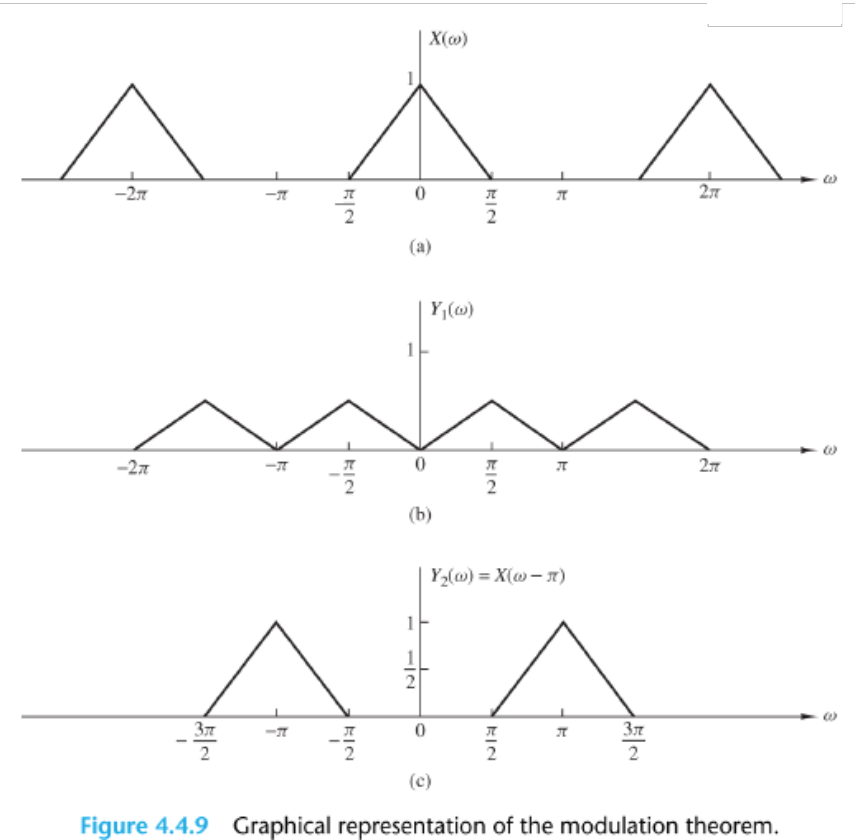 X(ω)
1
−2π −π −π/2 0 π/2 π 2π ω
(a)
Y₁(ω)
1
−2π −π −π/2 0 π/2 π 2π ω
(b)
Y₂(ω) = X(ω − π)
1
1/2
−3π/2 −π −π/2 0 π/2 π 3π/2 ω
(c)
Figure 4.4.9 Graphical representation of the modulation theorem.